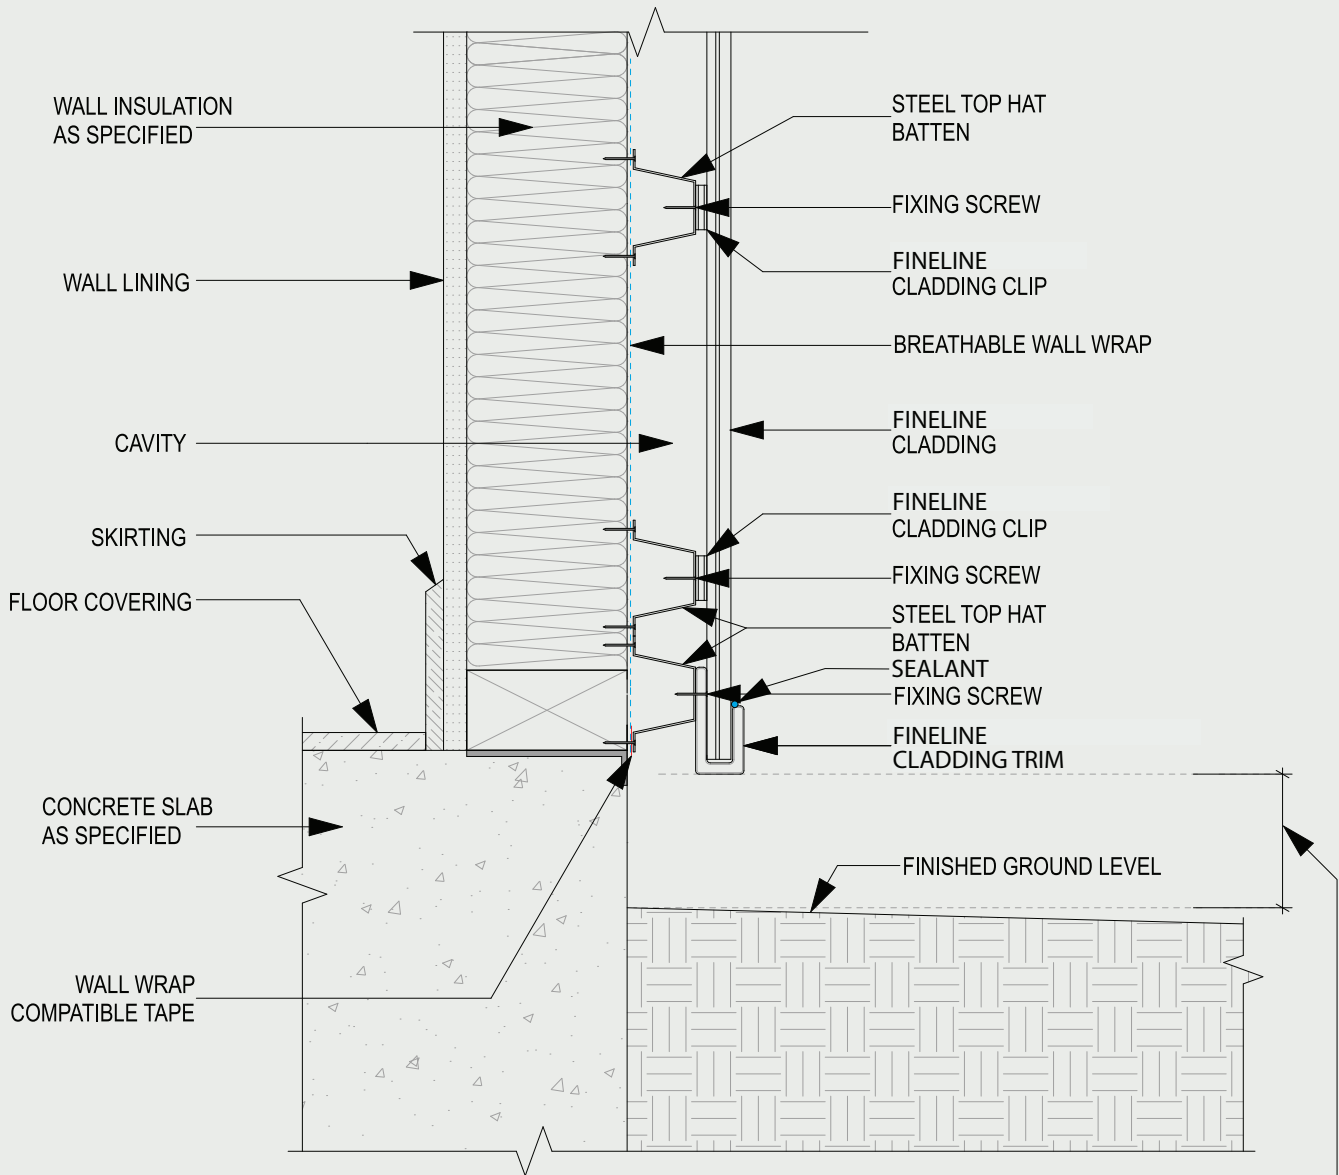 WALL INSULATION
AS SPECIFIED
WALL LINING
CAVITY
SKIRTING
FLOOR COVERING
CONCRETE SLAB
AS SPECIFIED
WALL WRAP
COMPATIBLE TAPE
STEEL TOP HAT
BATTEN
FIXING SCREW
FINELINE
CLADDING CLIP
BREATHABLE WALL WRAP
FINELINE
CLADDING
FINELINE
CLADDING CLIP
FIXING SCREW
STEEL TOP HAT
BATTEN
SEALANT
FIXING SCREW
FINELINE
CLADDING TRIM
FINISHED GROUND LEVEL